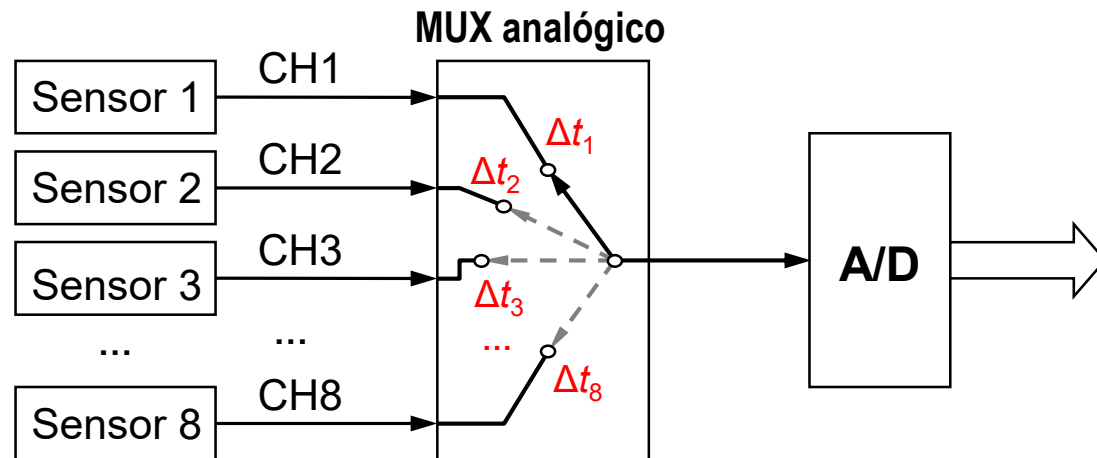 MUX analógico
Sensor 1
CH1
Δt1
Sensor 2
CH2
Δt2
Sensor 3
CH3
Δt3
A/D
...
...
...
Sensor 8
CH8
Δt8